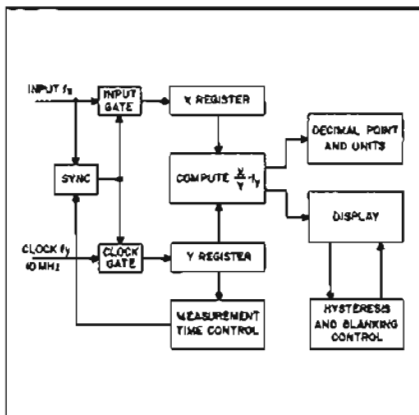 INPUT fx
INPUT
GATE
X REGISTER
DECIMAL POINT
AND UNITS
SYNC
COMPUTE X/Y · fy
DISPLAY
CLOCK fy
10 MHz
CLOCK
GATE
Y REGISTER
MEASUREMENT
TIME CONTROL
HYSTERESIS
AND BLANKING
CONTROL